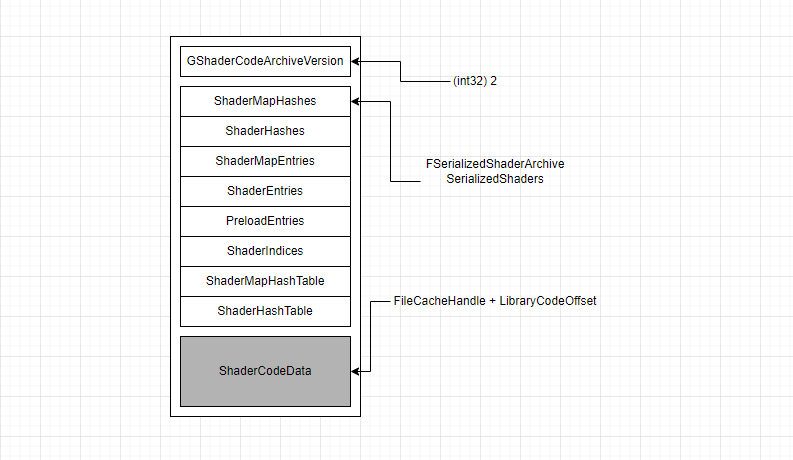 GShaderCodeArchiveVersion
(int32) 2
ShaderMapHashes
ShaderHashes
ShaderMapEntries
FSerializedShaderArchive
SerializedShaders
ShaderEntries
PreloadEntries
ShaderIndices
ShaderMapHashTable
FileCacheHandle + LibraryCodeOffset
ShaderHashTable
ShaderCodeData